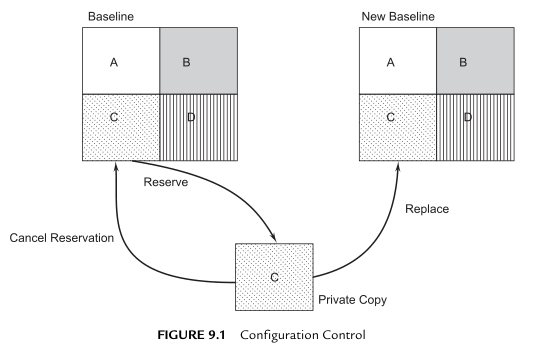 Baseline
New Baseline
A
B
A
B
C
D
C
D
Reserve
Replace
Cancel Reservation
C
Private Copy
FIGURE 9.1 Configuration Control